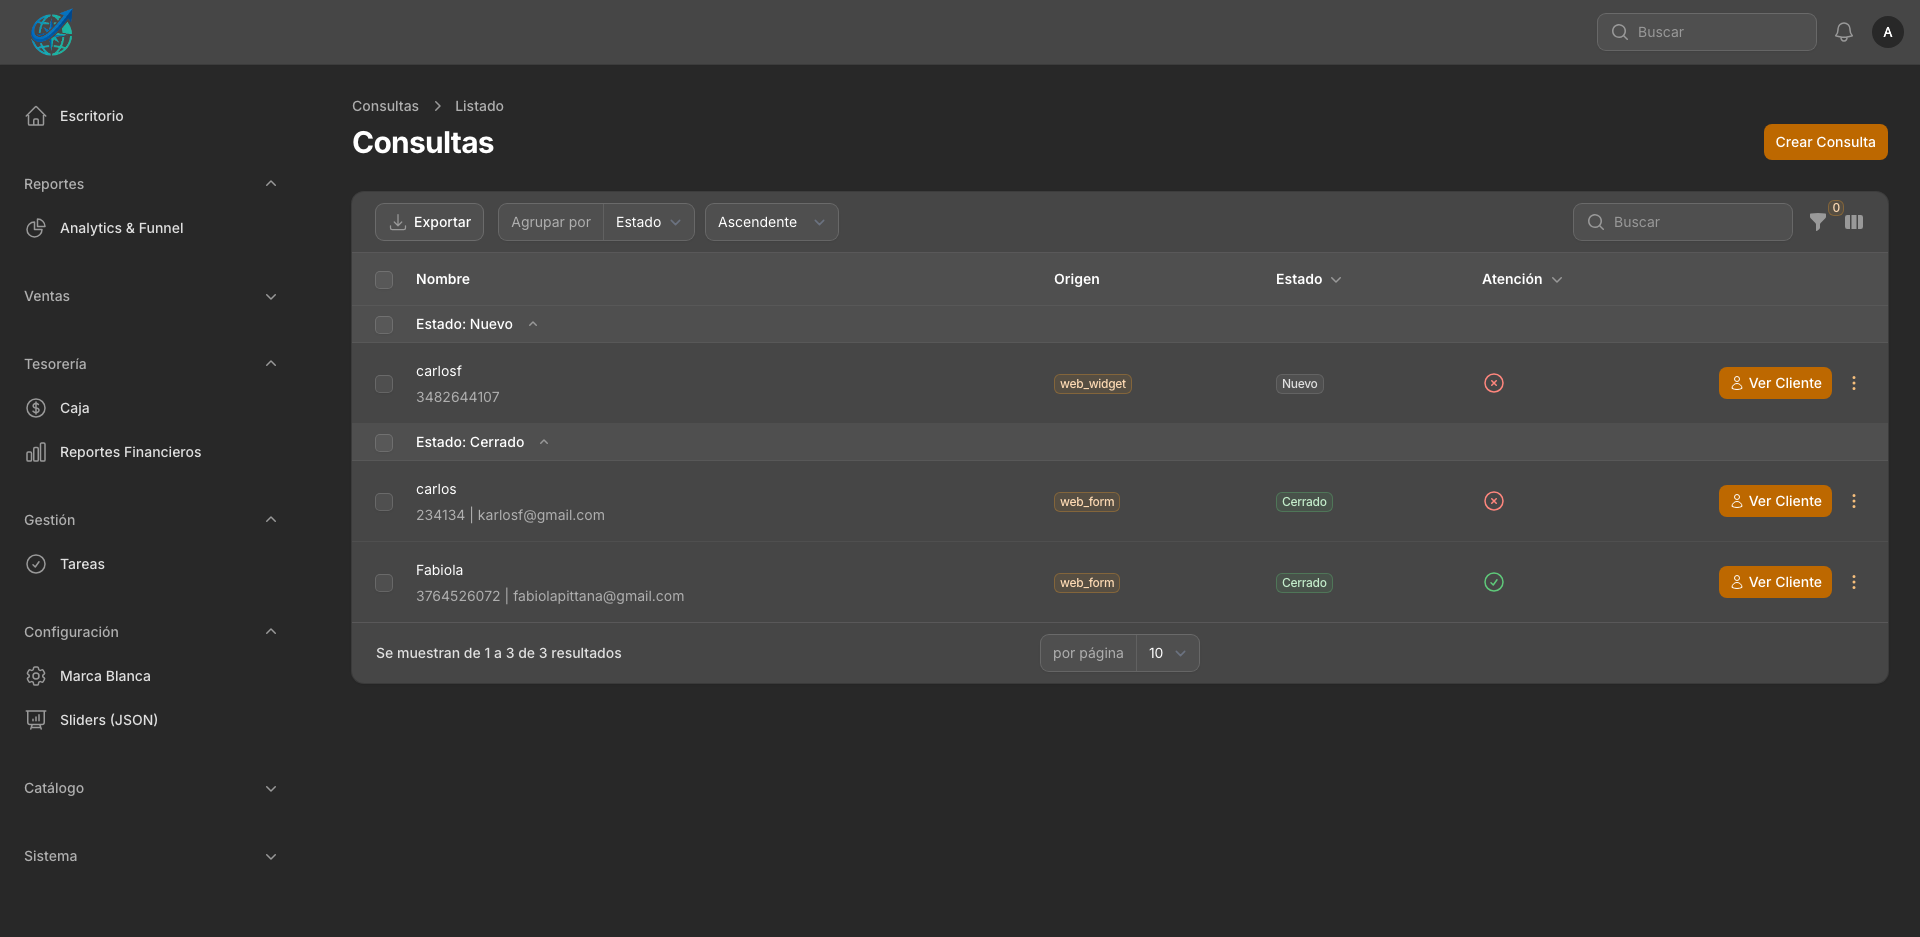 Buscar
A
Escritorio
Reportes
Analytics & Funnel
Ventas
Tesorería
Caja
Reportes Financieros
Gestión
Tareas
Configuración
Marca Blanca
Sliders (JSON)
Catálogo
Sistema
Consultas > Listado
Consultas
Crear Consulta
Exportar Agrupar por Estado Ascendente Buscar 0
Nombre Origen Estado Atención
Estado: Nuevo
carlosf
3482644107
web_widget Nuevo Ver Cliente
Estado: Cerrado
carlos
234134 | karlosf@gmail.com
web_form Cerrado Ver Cliente
Fabiola
3764526072 | fabiolapittana@gmail.com
web_form Cerrado Ver Cliente
Se muestran de 1 a 3 de 3 resultados por página 10